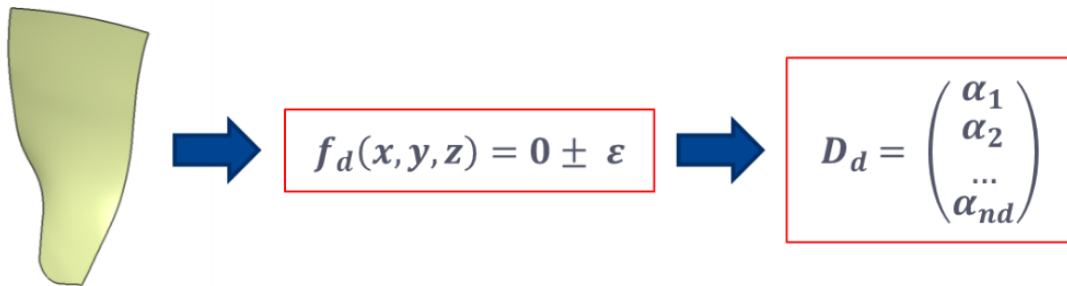 f_d(x, y, z) = 0 ± ε
D_d = (α_1
α_2
...
α_nd)